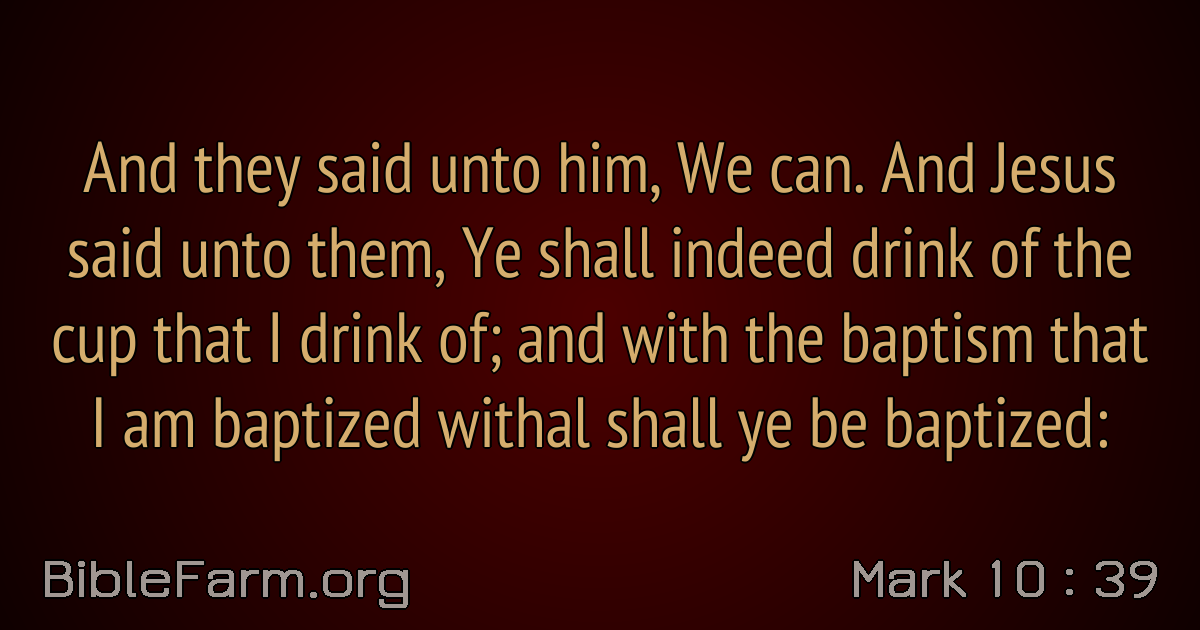 And they said unto him, We can. And Jesus
said unto them, Ye shall indeed drink of the
cup that I drink of; and with the baptism that
I am baptized withal shall ye be baptized:
BibleFarm.org
Mark 10 : 39